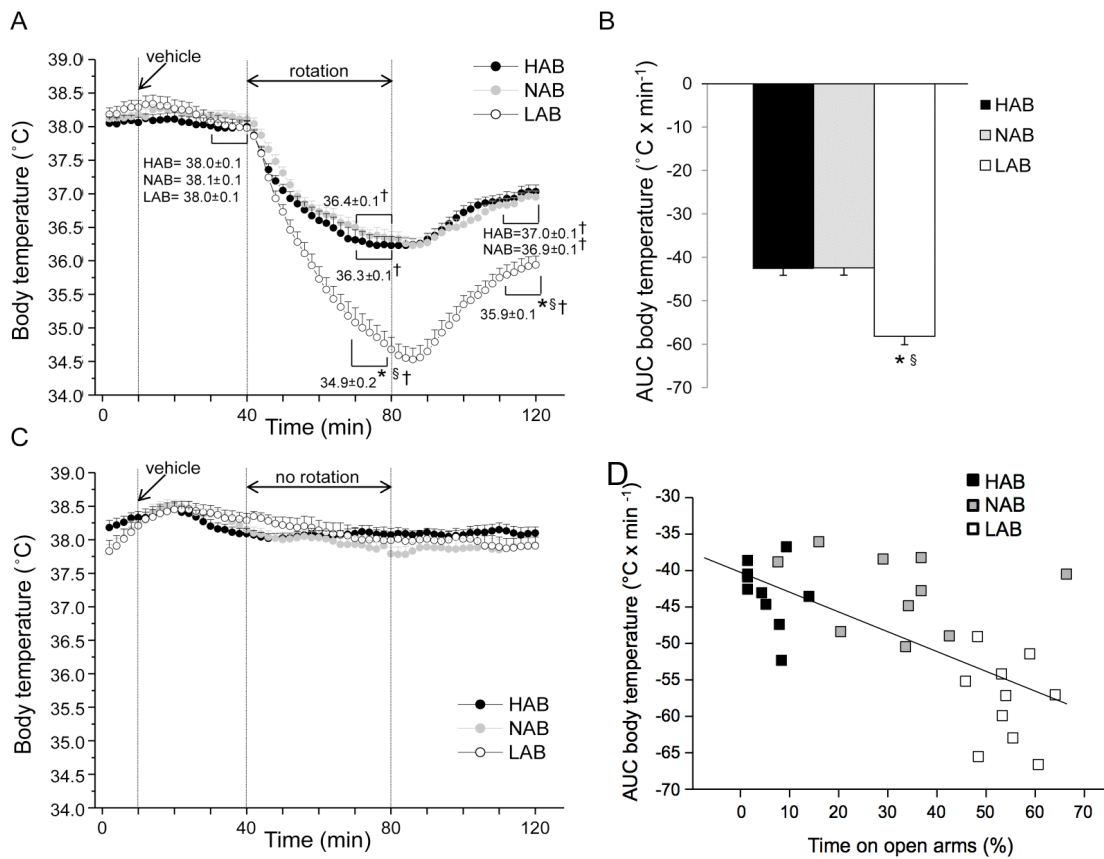 A
39.0
38.5
38.0
37.5
37.0
36.5
36.0
35.5
35.0
34.5
34.0
Body temperature (°C)
vehicle
rotation
HAB
NAB
LAB
HAB= 38.0±0.1
NAB= 38.1±0.1
LAB= 38.0±0.1
36.4±0.1†
36.3±0.1†
HAB=37.0±0.1†
NAB=36.9±0.1†
35.9±0.1
*§†
34.9±0.2
*§†
0
40
80
120
Time (min)
B
0
-10
-20
-30
-40
-50
-60
-70
AUC body temperature (°C x min⁻¹)
HAB
NAB
LAB
* §
C
39.0
38.5
38.0
37.5
37.0
36.5
36.0
35.5
35.0
34.5
34.0
Body temperature (°C)
vehicle
no rotation
HAB
NAB
LAB
0
40
80
120
Time (min)
D
-30
-35
-40
-45
-50
-55
-60
-65
-70
AUC body temperature (°C x min ⁻¹)
HAB
NAB
LAB
0 10 20 30 40 50 60 70
Time on open arms (%)